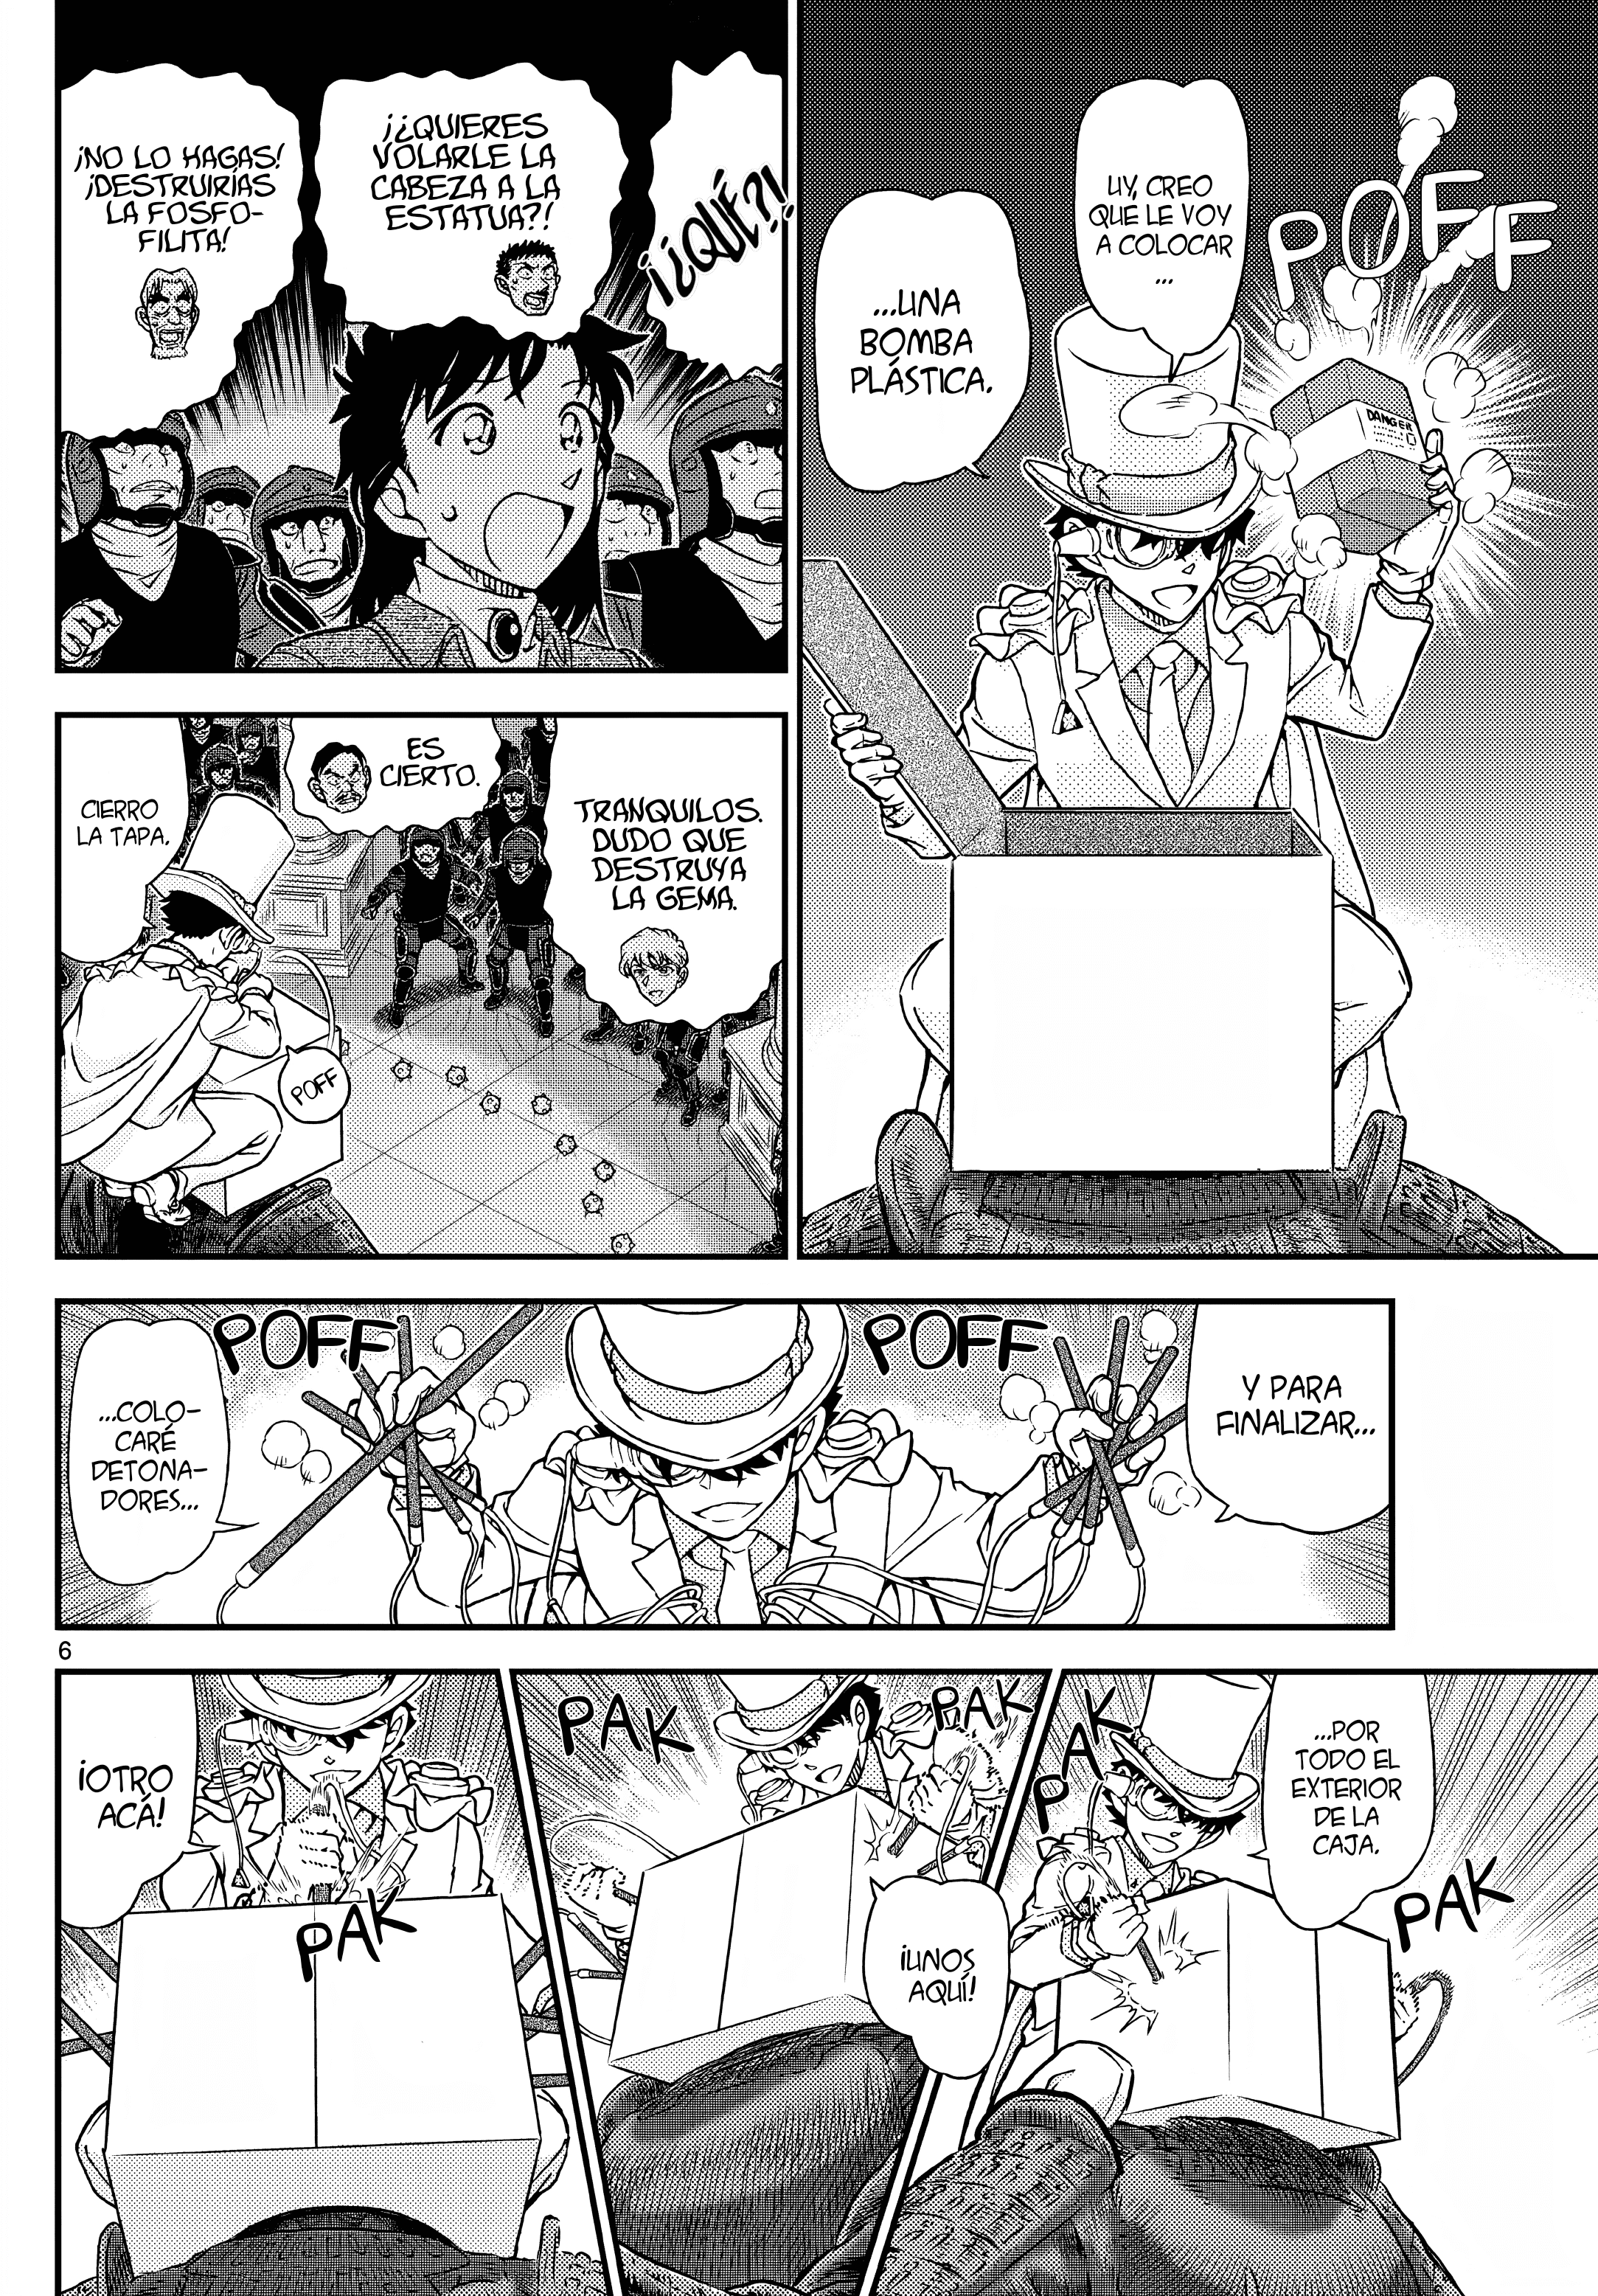 UY, CREO
QUE LE VOY
A COLOCAR
...
POFF
DANGER
...UNA
BOMBA
PLÁSTICA.
¡¿QUÉ?!
¡¿QUIERES
VOLARLE LA
CABEZA A LA
ESTATUA?!
¡NO LO HAGAS!
¡DESTRUIRÍAS
LA FOSFO-
FILITA!
TRANQUILOS.
DUDO QUE
DESTRUYA
LA GEMA.
ES
CIERTO.
CIERRO
LA TAPA.
POFF
Y PARA
FINALIZAR...
POFF
POFF
...COLO-
CARÉ
DETONA-
DORES...
6
...POR
TODO EL
EXTERIOR
DE LA
CAJA.
PAK
PAK
PAK
PAK
¡UNOS
AQUÍ!
¡OTRO
ACÁ!
PAK